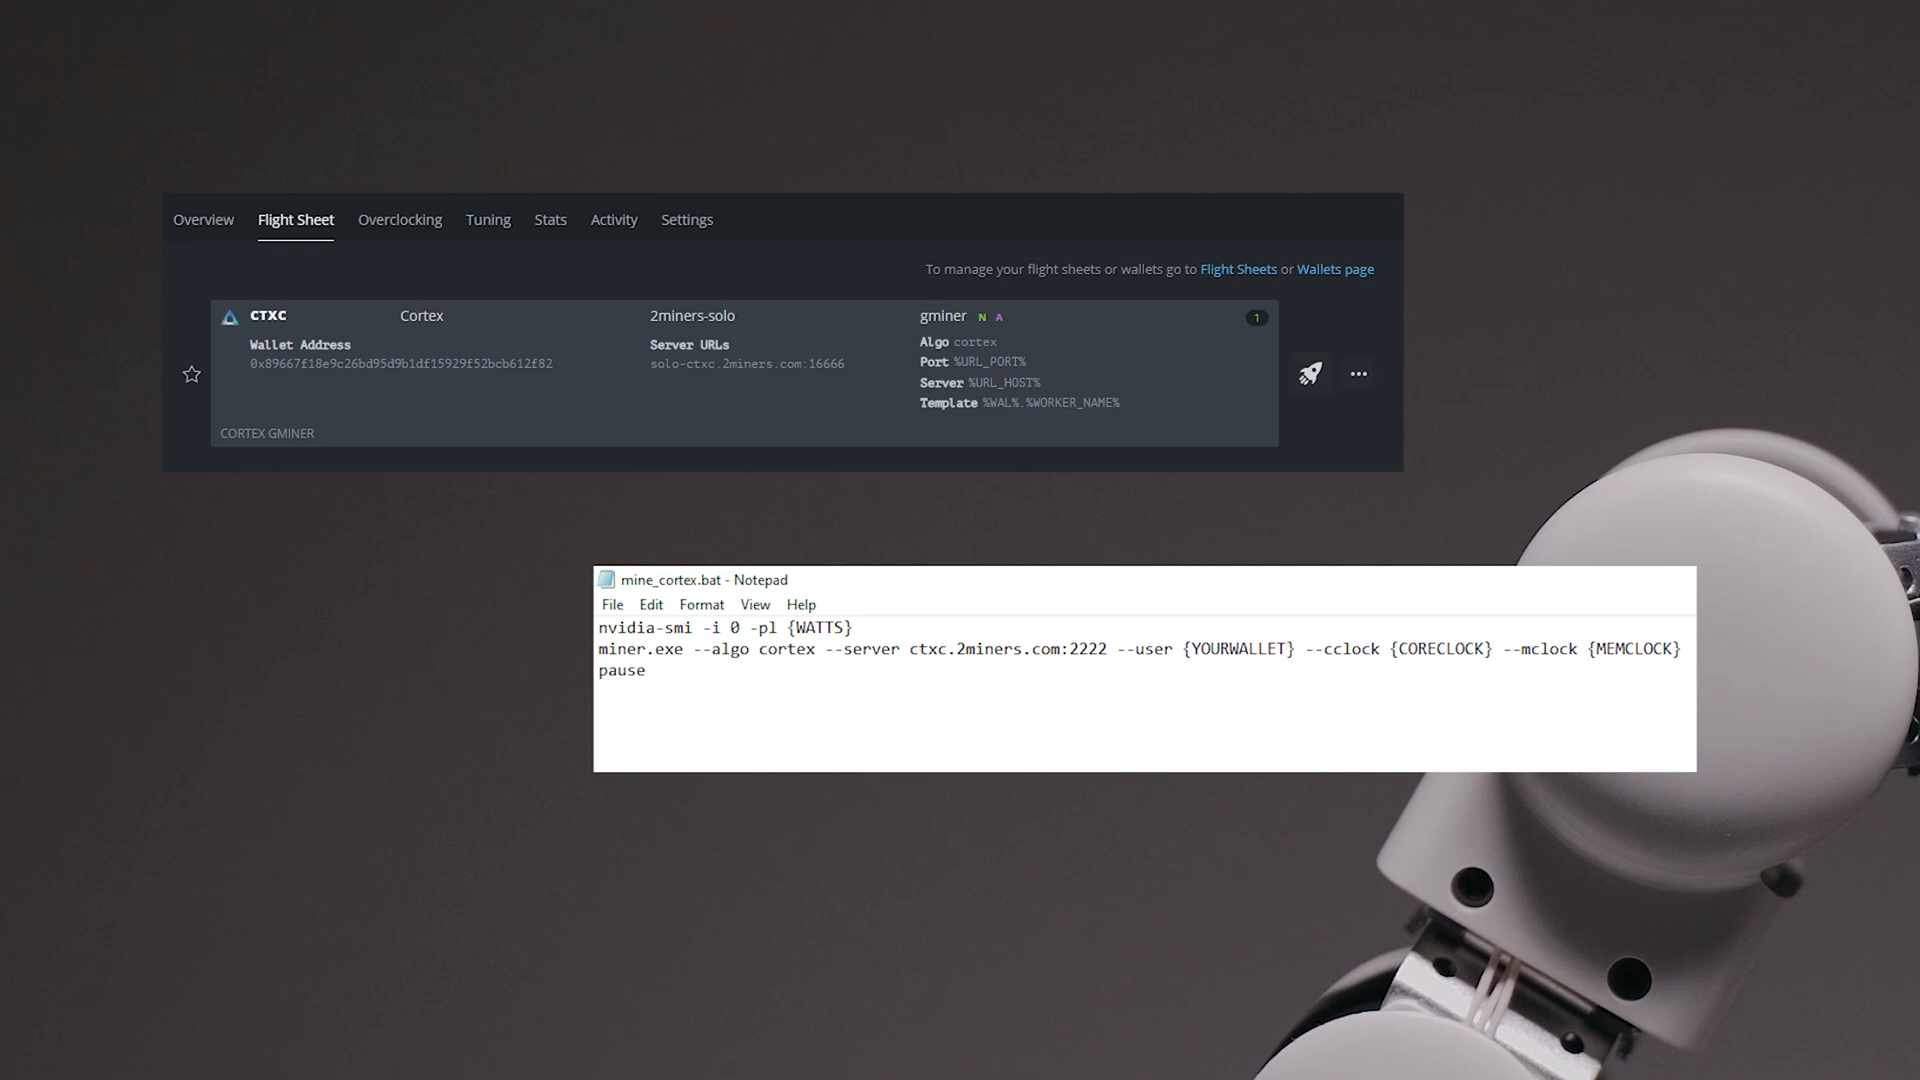 Overview Flight Sheet Overclocking Tuning Stats Activity Settings
To manage your flight sheets or wallets go to Flight Sheets or Wallets page
CTXC Cortex 2miners-solo gminer N A 1
Wallet Address
0x89667f18e9c26bd95d9b1df15929f52bcb612f82
Server URLs
solo-ctxc.2miners.com:16666
Algo cortex
Port %URL_PORT%
Server %URL_HOST%
Template %WAL%.%WORKER_NAME%
CORTEX GMINER
mine_cortex.bat - Notepad
File Edit Format View Help
nvidia-smi -i 0 -pl {WATTS}
miner.exe --algo cortex --server ctxc.2miners.com:2222 --user {YOURWALLET} --cclock {CORECLOCK} --mclock {MEMCLOCK}
pause